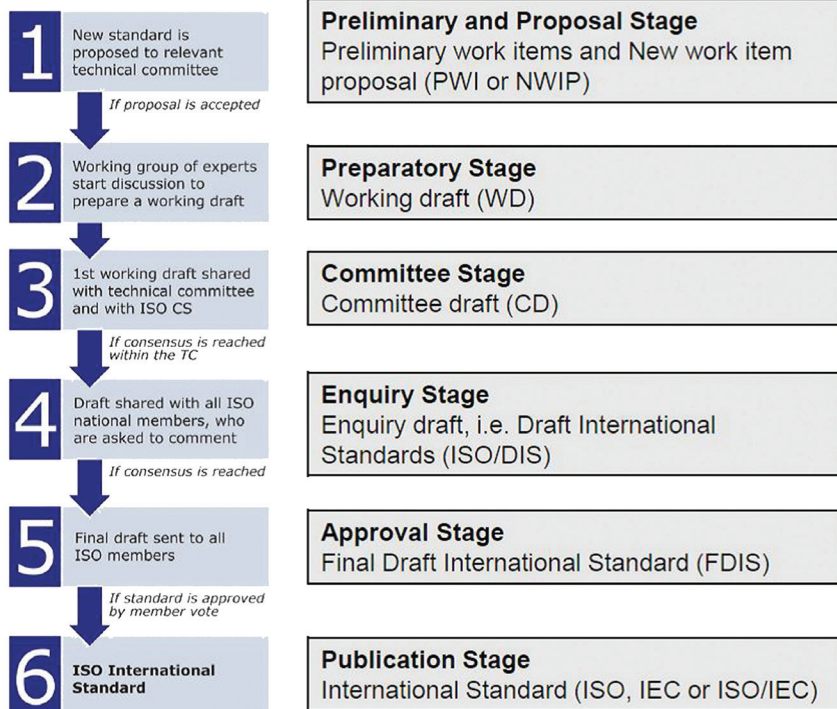 1
New standard is
proposed to relevant
technical committee
Preliminary and Proposal Stage
Preliminary work items and New work item
proposal (PWI or NWIP)
If proposal is accepted
2
Working group of experts
start discussion to
prepare a working draft
Preparatory Stage
Working draft (WD)
3
1st working draft shared
with technical committee
and with ISO CS
Committee Stage
Committee draft (CD)
If consensus is reached
within the TC
4
Draft shared with all ISO
national members, who
are asked to comment
Enquiry Stage
Enquiry draft, i.e. Draft International
Standards (ISO/DIS)
If consensus is reached
5
Final draft sent to all
ISO members
Approval Stage
Final Draft International Standard (FDIS)
If standard is approved
by member vote
6
ISO International
Standard
Publication Stage
International Standard (ISO, IEC or ISO/IEC)